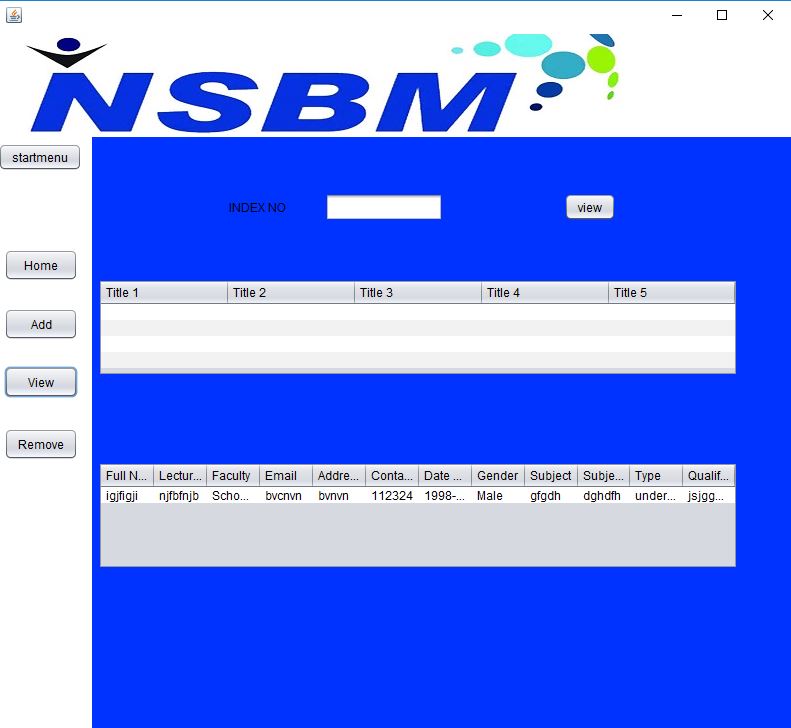 NSBM
startmenu
INDEX NO view
Home
Title 1 Title 2 Title 3 Title 4 Title 5
Add
View
Remove
Full N... Lectur... Faculty Email Addre... Conta... Date ... Gender Subject Subje... Type Qualif...
igjfigji njfbfnjb Scho... bvcnvn bvnvn 112324 1998-... Male gfgdh dghdfh under... jsjgg...